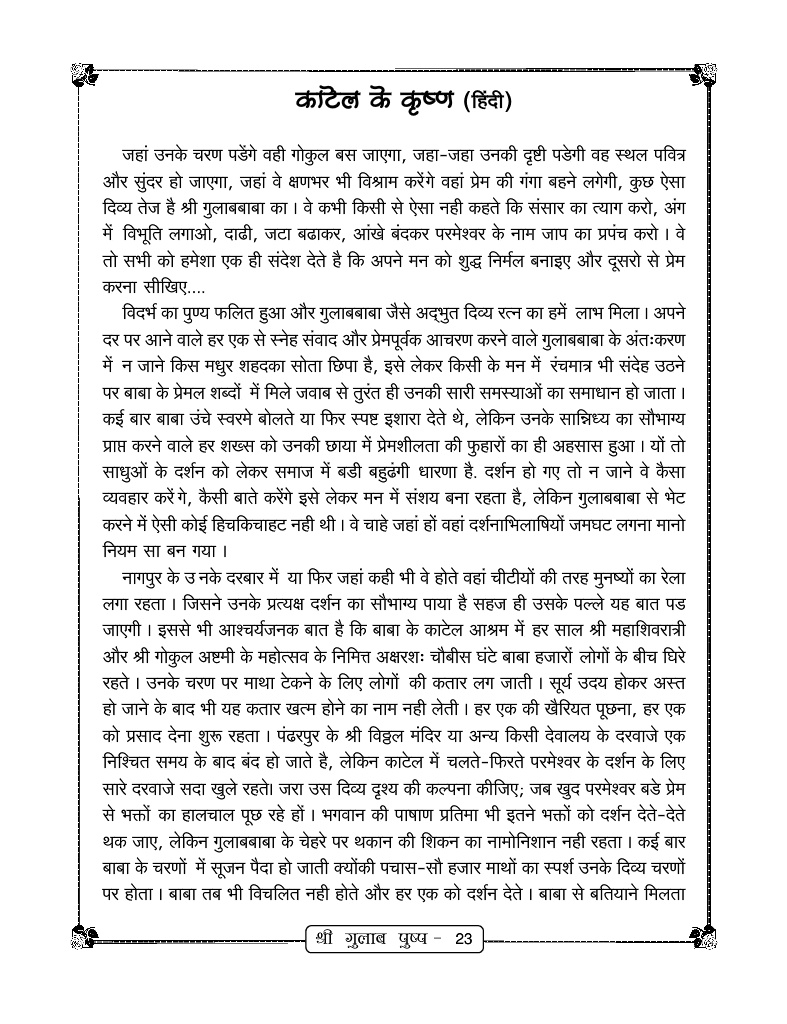 काटेल के कृष्ण (हिंदी)
जहां उनके चरण पडेंगे वही गोकुल बस जाएगा, जहा-जहा उनकी दृष्टी पडेगी वह स्थल पवित्र
और सुंदर हो जाएगा, जहां वे क्षणभर भी विश्राम करेंगे वहां प्रेम की गंगा बहने लगेगी, कुछ ऐसा
दिव्य तेज है श्री गुलाबबाबा का । वे कभी किसी से ऐसा नही कहते कि संसार का त्याग करो, अंग
में विभूति लगाओ, दाढी, जटा बढाकर, आंखे बंदकर परमेश्वर के नाम जाप का प्रपंच करो । वे
तो सभी को हमेशा एक ही संदेश देते है कि अपने मन को शुद्ध निर्मल बनाइए और दूसरो से प्रेम
करना सीखिए....
विदर्भ का पुण्य फलित हुआ और गुलाबबाबा जैसे अद्‌भुत दिव्य रत्न का हमें लाभ मिला । अपने
दर पर आने वाले हर एक से स्नेह संवाद और प्रेमपूर्वक आचरण करने वाले गुलाबबाबा के अंतःकरण
में न जाने किस मधुर शहदका सोता छिपा है, इसे लेकर किसी के मन में रंचमात्र भी संदेह उठने
पर बाबा के प्रेमल शब्दों में मिले जवाब से तुरंत ही उनकी सारी समस्याओं का समाधान हो जाता ।
कई बार बाबा उंचे स्वरमे बोलते या फिर स्पष्ट इशारा देते थे, लेकिन उनके सान्निध्य का सौभाग्य
प्राप्त करने वाले हर शख्स को उनकी छाया में प्रेमशीलता की फुहारों का ही अहसास हुआ । यों तो
साधुओं के दर्शन को लेकर समाज में बडी बहुढंगी धारणा है. दर्शन हो गए तो न जाने वे कैसा
व्यवहार करेंगे, कैसी बाते करेंगे इसे लेकर मन में संशय बना रहता है, लेकिन गुलाबबाबा से भेट
करने में ऐसी कोई हिचकिचाहट नही थी । वे चाहे जहां हों वहां दर्शनाभिलाषियों जमघट लगना मानो
नियम सा बन गया ।
नागपुर के उनके दरबार में या फिर जहां कही भी वे होते वहां चीटीयों की तरह मुनष्यों का रेला
लगा रहता । जिसने उनके प्रत्यक्ष दर्शन का सौभाग्य पाया है सहज ही उसके पल्ले यह बात पड
जाएगी । इससे भी आश्चर्यजनक बात है कि बाबा के काटेल आश्रम में हर साल श्री महाशिवरात्री
और श्री गोकुल अष्टमी के महोत्सव के निमित्त अक्षरशः चौबीस घंटे बाबा हजारों लोगों के बीच घिरे
रहते । उनके चरण पर माथा टेकने के लिए लोगों की कतार लग जाती । सूर्य उदय होकर अस्त
हो जाने के बाद भी यह कतार खत्म होने का नाम नही लेती । हर एक की खैरियत पूछना, हर एक
को प्रसाद देना शुरू रहता । पंढरपुर के श्री विठ्ठल मंदिर या अन्य किसी देवालय के दरवाजे एक
निश्चित समय के बाद बंद हो जाते है, लेकिन काटेल में चलते-फिरते परमेश्वर के दर्शन के लिए
सारे दरवाजे सदा खुले रहते। जरा उस दिव्य दृश्य की कल्पना कीजिए; जब खुद परमेश्वर बडे प्रेम
से भक्तों का हालचाल पूछ रहे हों । भगवान की पाषाण प्रतिमा भी इतने भक्तों को दर्शन देते-देते
थक जाए, लेकिन गुलाबबाबा के चेहरे पर थकान की शिकन का नामोनिशान नही रहता । कई बार
बाबा के चरणों में सूजन पैदा हो जाती क्योंकी पचास-सौ हजार माथों का स्पर्श उनके दिव्य चरणों
पर होता । बाबा तब भी विचलित नही होते और हर एक को दर्शन देते । बाबा से बतियाने मिलता
श्री गुलाब पुष्प - 23